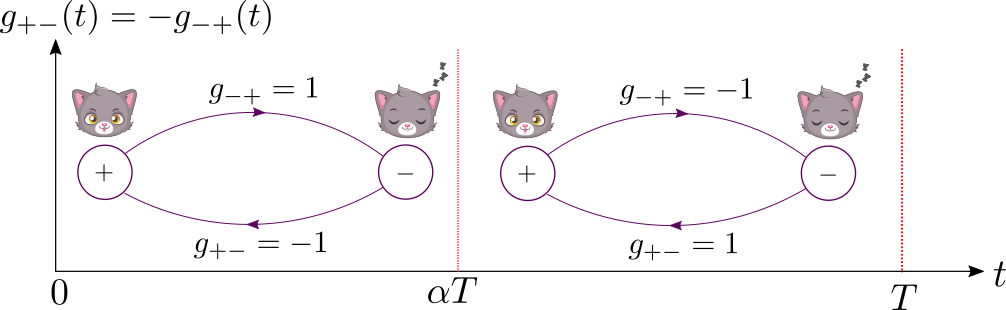 g₊₋(t) = −g₋₊(t)
g₋₊ = 1
g₋₊ = −1
+
−
+
−
g₊₋ = −1
g₊₋ = 1
0
αT
T
t